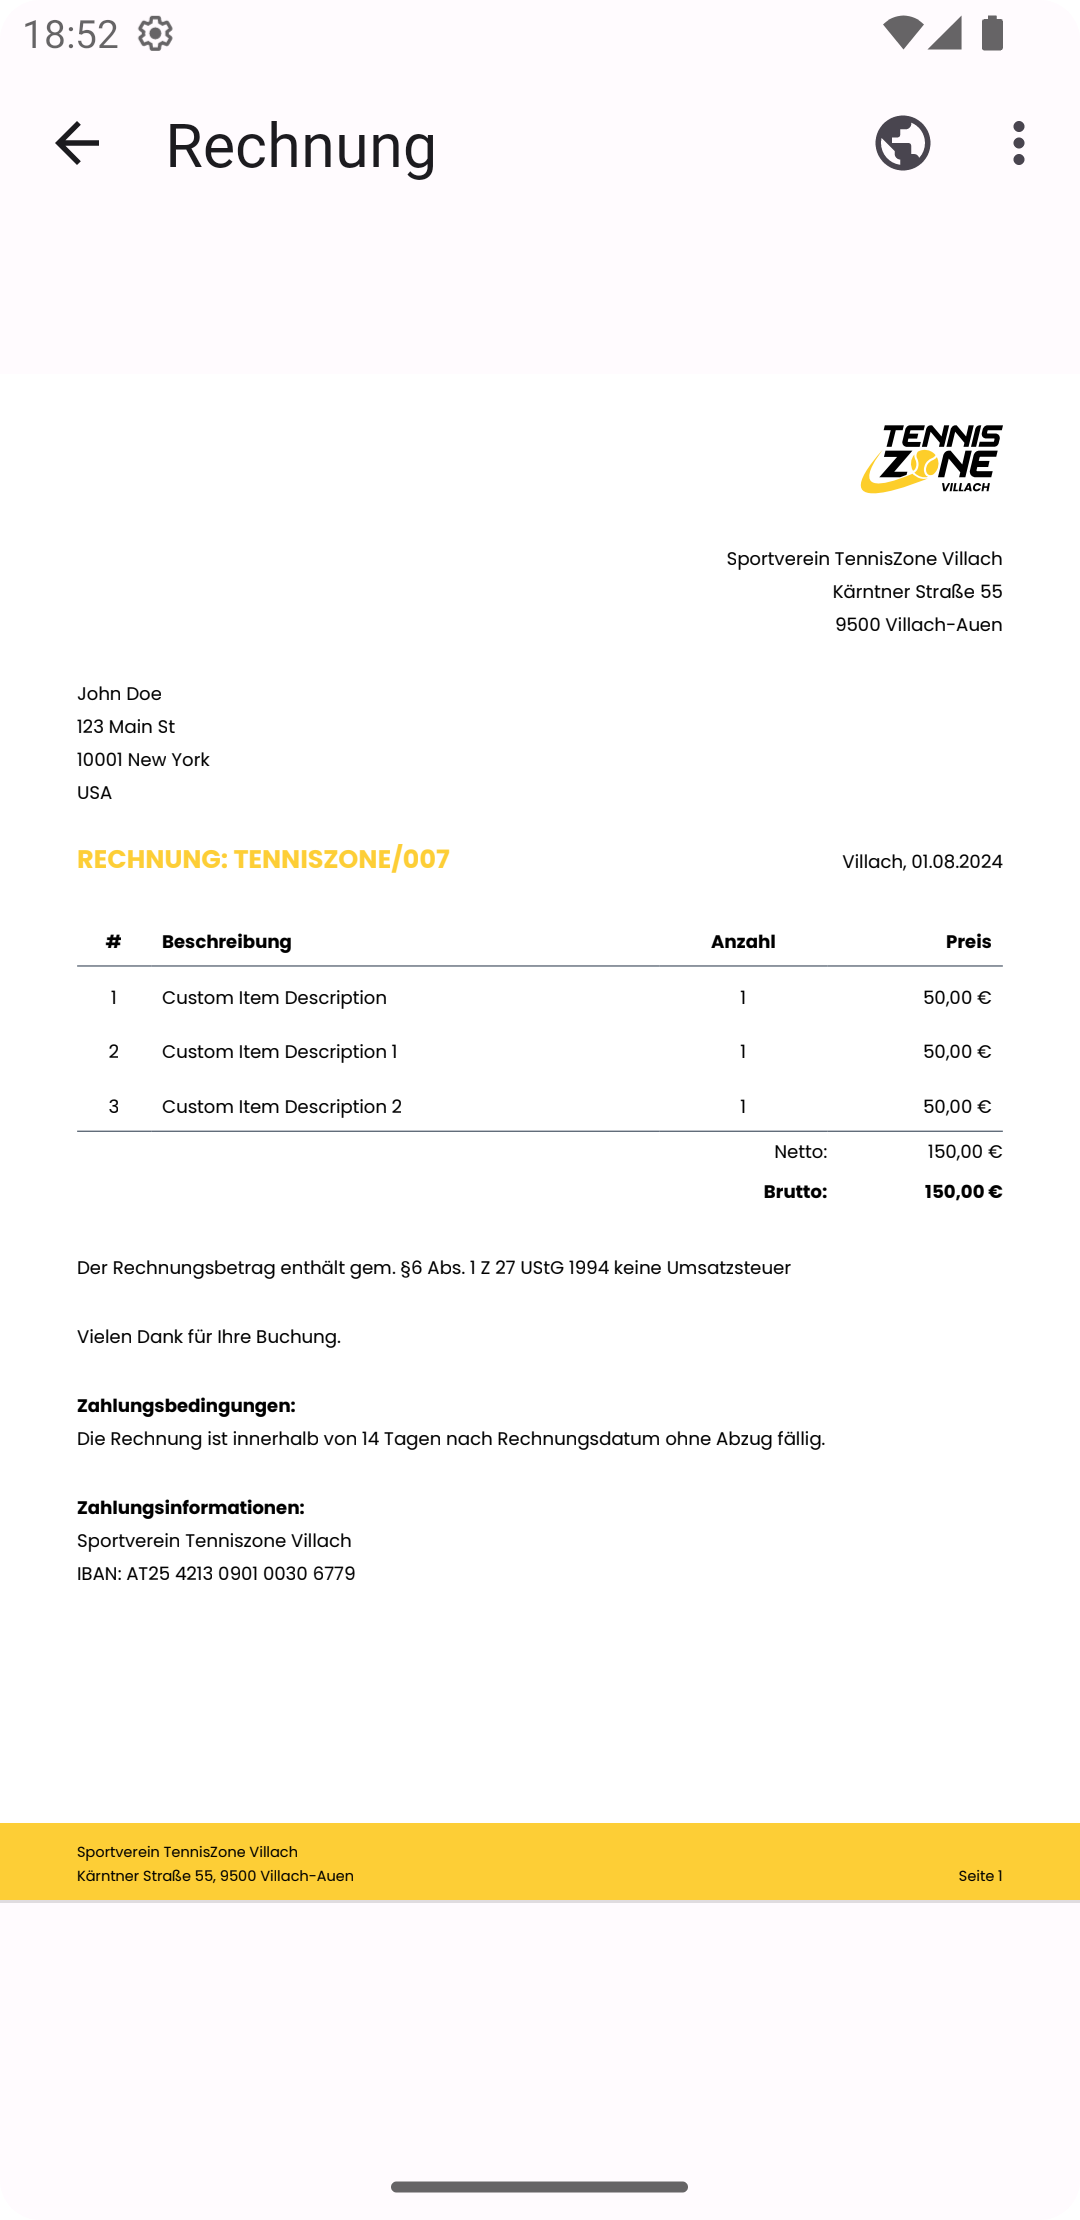 18:52
Rechnung
TENNIS
ZONE
VILLACH
Sportverein TennisZone Villach
Kärntner Straße 55
9500 Villach-Auen
John Doe
123 Main St
10001 New York
USA
RECHNUNG: TENNISZONE/007 Villach, 01.08.2024
# Beschreibung Anzahl Preis
1 Custom Item Description 1 50,00 €
2 Custom Item Description 1 1 50,00 €
3 Custom Item Description 2 1 50,00 €
Netto: 150,00 €
Brutto: 150,00 €
Der Rechnungsbetrag enthält gem. §6 Abs. 1 Z 27 UStG 1994 keine Umsatzsteuer
Vielen Dank für Ihre Buchung.
Zahlungsbedingungen:
Die Rechnung ist innerhalb von 14 Tagen nach Rechnungsdatum ohne Abzug fällig.
Zahlungsinformationen:
Sportverein Tenniszone Villach
IBAN: AT25 4213 0901 0030 6779
Sportverein TennisZone Villach
Kärntner Straße 55, 9500 Villach-Auen Seite 1